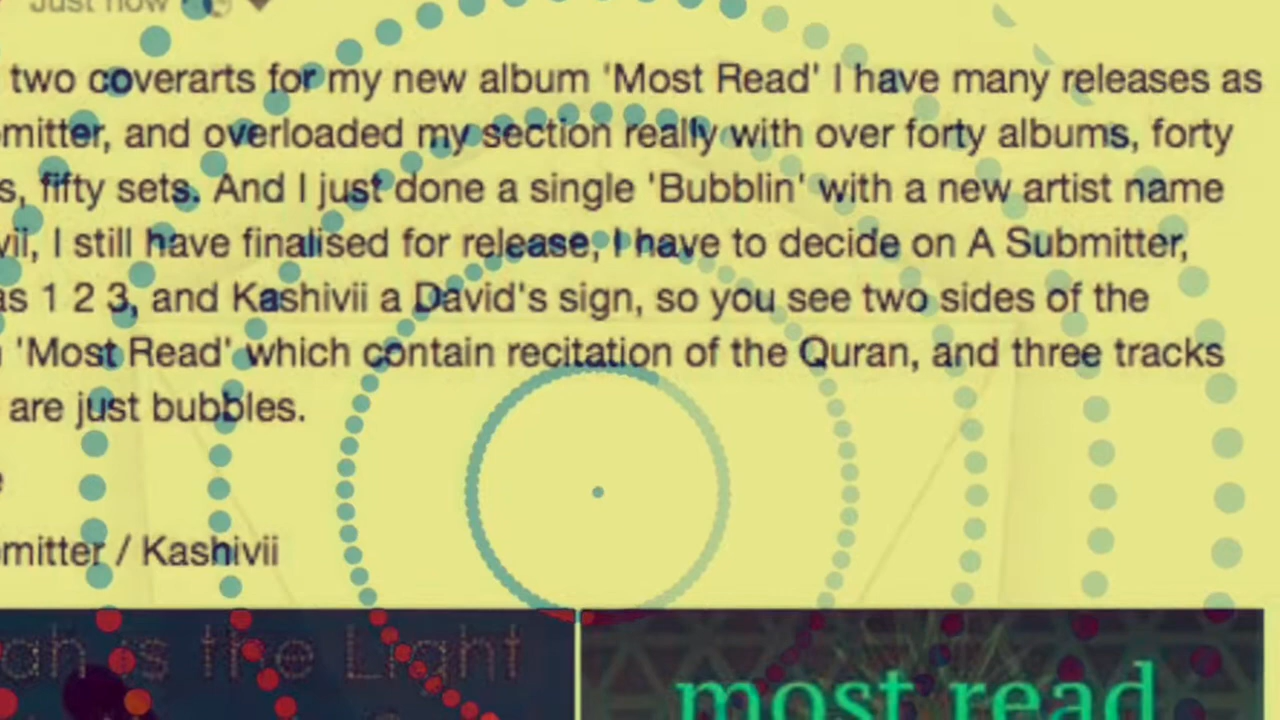 Just now
two coverarts for my new album 'Most Read' I have many releases as
mitter, and overloaded my section really with over forty albums, forty
s, fifty sets. And I just done a single 'Bubblin' with a new artist name
vii, I still have finalised for release, I have to decide on A Submitter,
as 1 2 3, and Kashivii a David's sign, so you see two sides of the
'Most Read' which contain recitation of the Quran, and three tracks
are just bubbles.
mitter / Kashivii
ah is the Light
most read